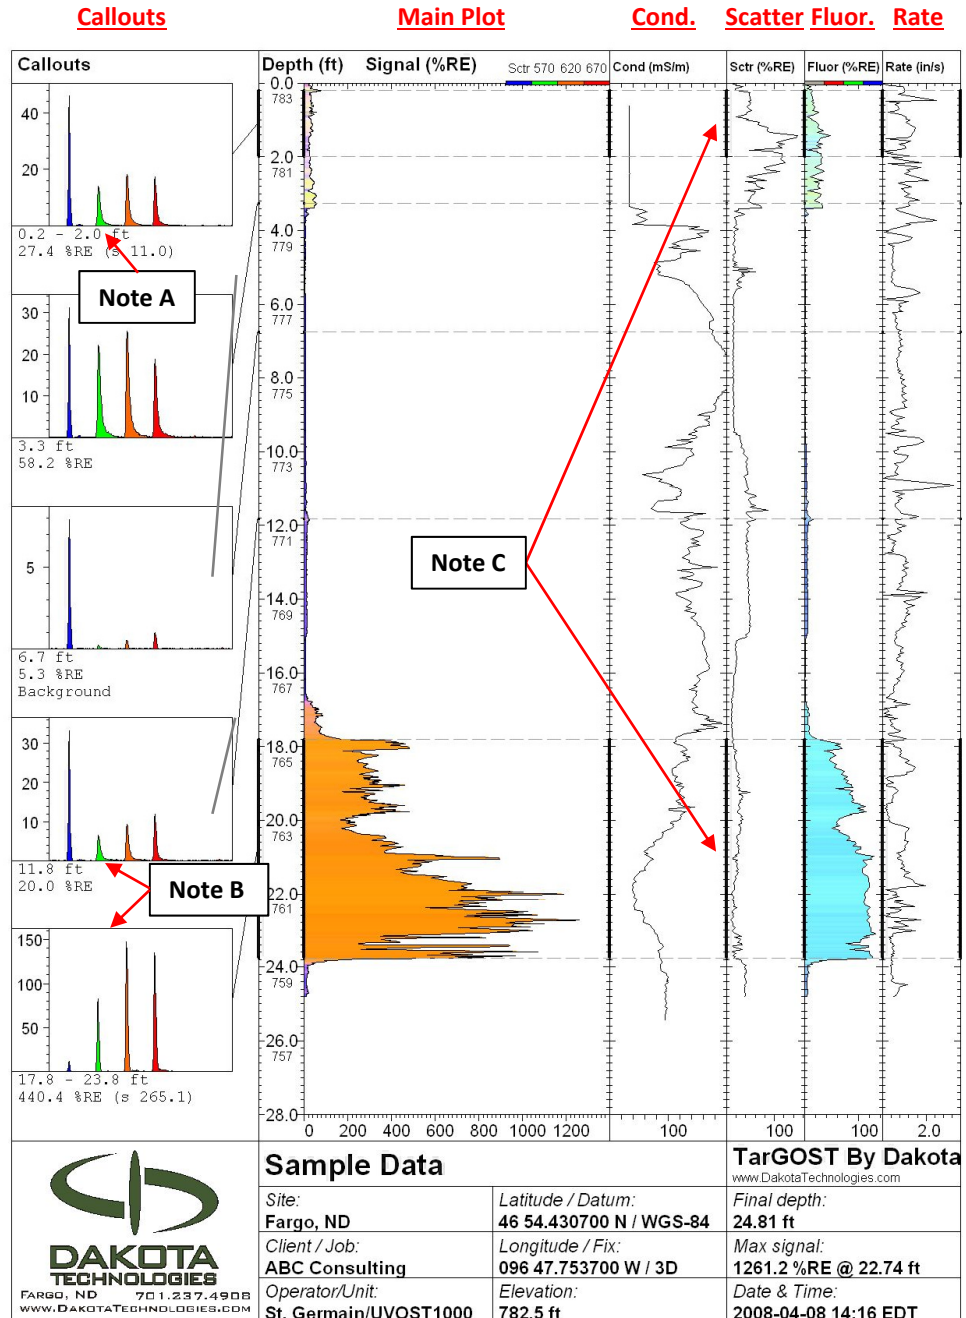 Callouts Main Plot Cond. Scatter Fluor. Rate
Callouts
Depth (ft) Signal (%RE) Sctr 570 620 670 Cond (mS/m) Sctr (%RE) Fluor (%RE) Rate (in/s)
40
20
0.2 - 2.0 ft
27.4 %RE (s 11.0)
Note A
30
20
10
3.3 ft
58.2 %RE
5
6.7 ft
5.3 %RE
Background
30
20
10
11.8 ft
20.0 %RE
Note B
150
100
50
17.8 - 23.8 ft
440.4 %RE (s 265.1)
0.0
783
2.0
781
4.0
779
6.0
777
8.0
775
10.0
773
12.0
771
14.0
769
16.0
767
18.0
765
20.0
763
22.0
761
24.0
759
26.0
757
28.0
Note C
0 200 400 600 800 1000 1200 100 100 100 2.0
DAKOTA
TECHNOLOGIES
FARGO, ND 701.237.4908
WWW.DAKOTATECHNOLOGIES.COM
Sample Data
TarGOST By Dakota
www.DakotaTechnologies.com
Site:
Fargo, ND
Latitude / Datum:
46 54.430700 N / WGS-84
Final depth:
24.81 ft
Client / Job:
ABC Consulting
Longitude / Fix:
096 47.753700 W / 3D
Max signal:
1261.2 %RE @ 22.74 ft
Operator/Unit:
St. Germain/UVOST1000
Elevation:
782.5 ft
Date & Time:
2008-04-08 14:16 EDT